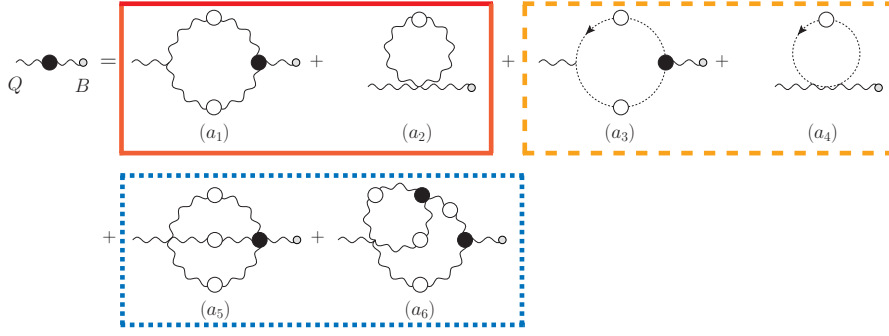 = + + +
Q B
(a₁) (a₂) (a₃) (a₄)
+ +
(a₅) (a₆)